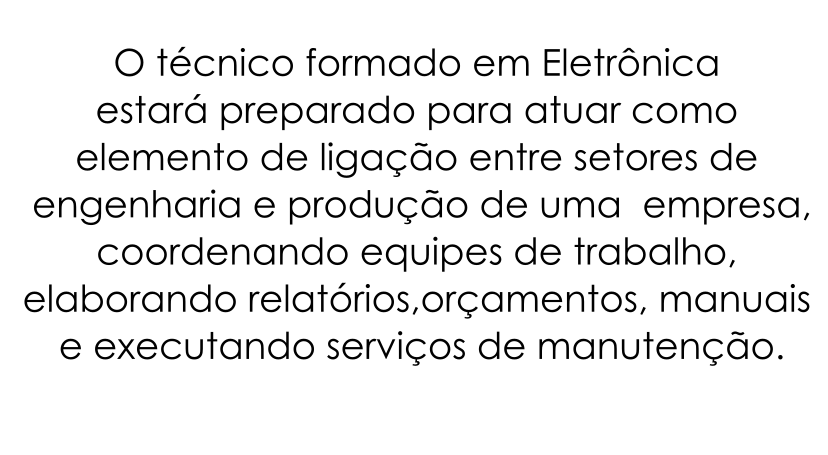 O técnico formado em Eletrônica
estará preparado para atuar como
elemento de ligação entre setores de
engenharia e produção de uma  empresa,
coordenando equipes de trabalho,
elaborando relatórios,orçamentos, manuais
e executando serviços de manutenção.